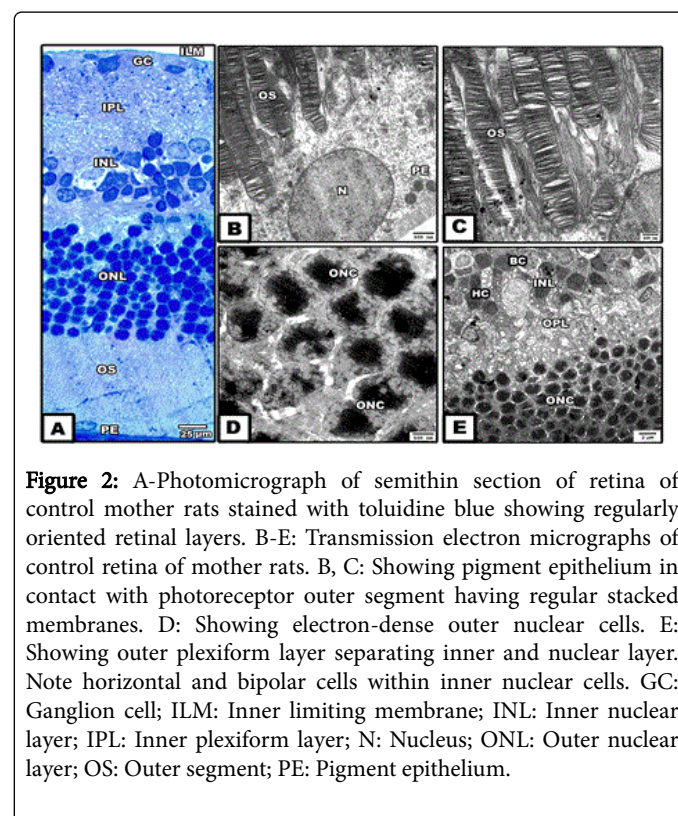 ILM
GC
IPL
INL
ONL
OS
PE
25 µm
A
OS
N
PE
B
OS
C
ONC
ONC
D
BC
HC
INL
OPL
ONC
2 µm
E
Figure 2: A-Photomicrograph of semithin section of retina of
control mother rats stained with toluidine blue showing regularly
oriented retinal layers. B-E: Transmission electron micrographs of
control retina of mother rats. B, C: Showing pigment epithelium in
contact with photoreceptor outer segment having regular stacked
membranes. D: Showing electron-dense outer nuclear cells. E:
Showing outer plexiform layer separating inner and nuclear layer.
Note horizontal and bipolar cells within inner nuclear cells. GC:
Ganglion cell; ILM: Inner limiting membrane; INL: Inner nuclear
layer; IPL: Inner plexiform layer; N: Nucleus; ONL: Outer nuclear
layer; OS: Outer segment; PE: Pigment epithelium.